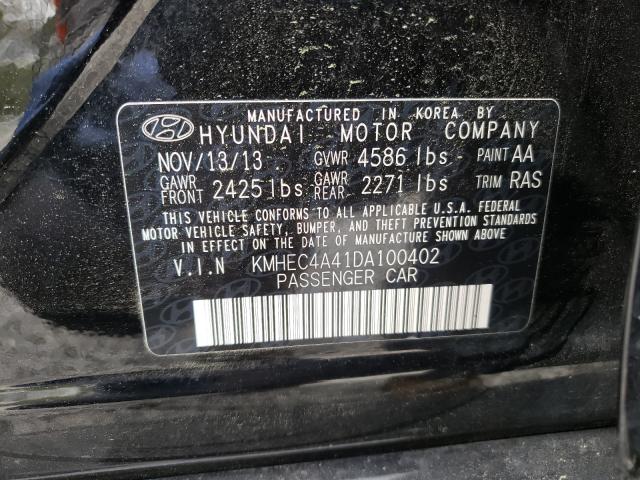 MANUFACTURED IN KOREA BY
HYUNDAI MOTOR COMPANY
NOV/13/13 GVWR 4586 lbs PAINT AA
GAWR FRONT 2425 lbs GAWR REAR 2271 lbs TRIM RAS
THIS VEHICLE CONFORMS TO ALL APPLICABLE U.S.A. FEDERAL
MOTOR VEHICLE SAFETY, BUMPER, AND THEFT PREVENTION STANDARDS
IN EFFECT ON THE DATE OF MANUFACTURE SHOWN ABOVE.
V.I.N KMHEC4A41DA100402
PASSENGER CAR